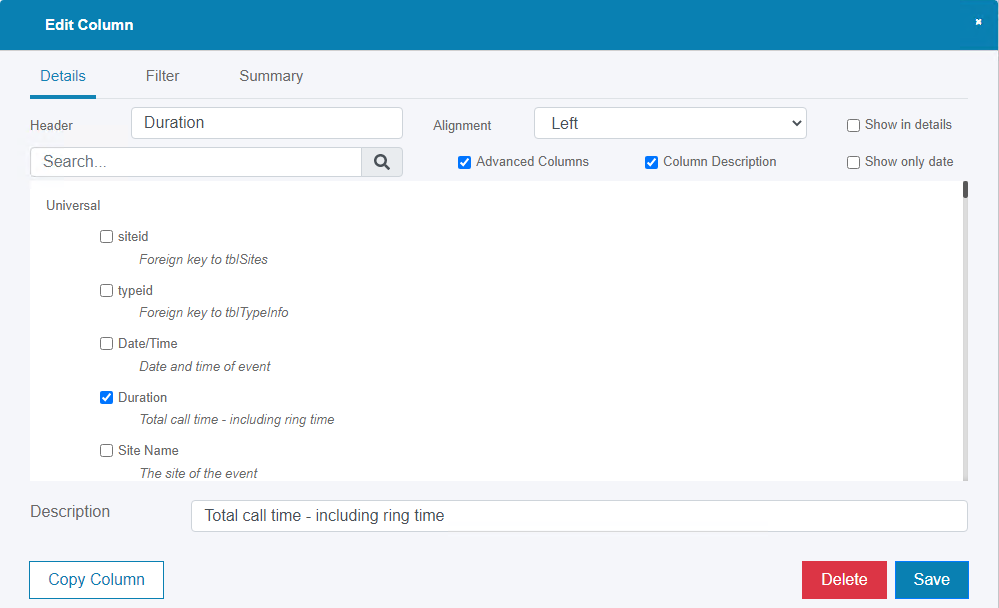 Edit Column
Details Filter Summary
Header Duration Alignment Left Show in details
Search... Advanced Columns Column Description Show only date
Universal
siteid
Foreign key to tblSites
typeid
Foreign key to tblTypeInfo
Date/Time
Date and time of event
Duration
Total call time - including ring time
Site Name
The site of the event
Description Total call time - including ring time
Copy Column Delete Save